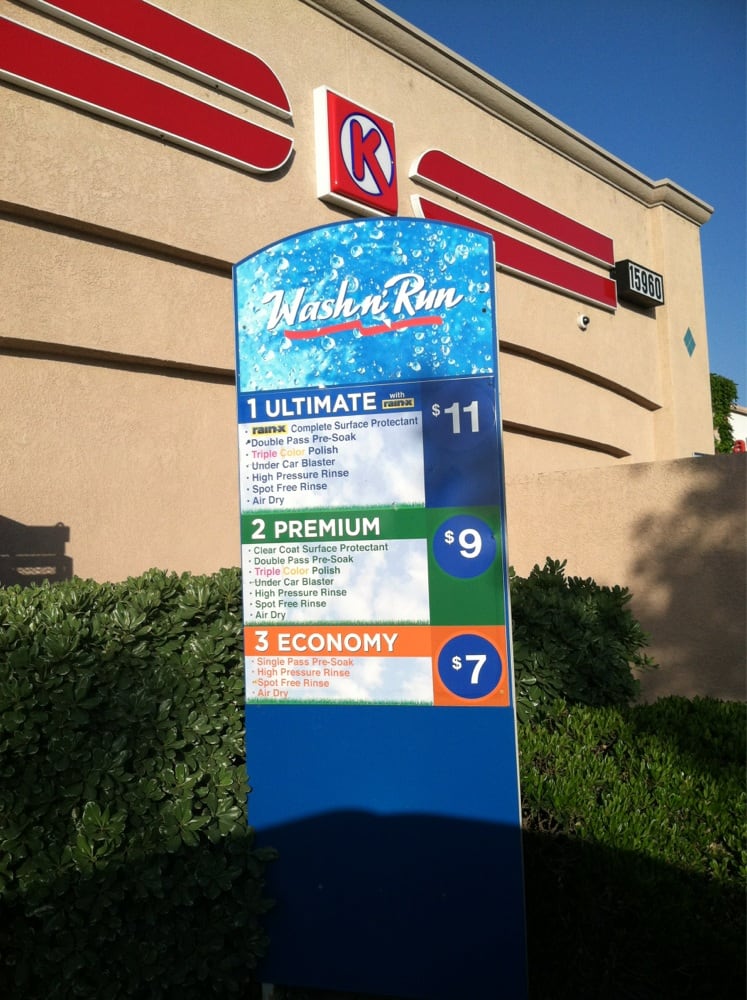 K
15960
Wash n' Run
1 ULTIMATE with rain-x
$11
· rain-x Complete Surface Protectant
· Double Pass Pre-Soak
· Triple Color Polish
· Under Car Blaster
· High Pressure Rinse
· Spot Free Rinse
· Air Dry
2 PREMIUM
$9
· Clear Coat Surface Protectant
· Double Pass Pre-Soak
· Triple Color Polish
· Under Car Blaster
· High Pressure Rinse
· Spot Free Rinse
· Air Dry
3 ECONOMY
$7
· Single Pass Pre-Soak
· High Pressure Rinse
· Spot Free Rinse
· Air Dry